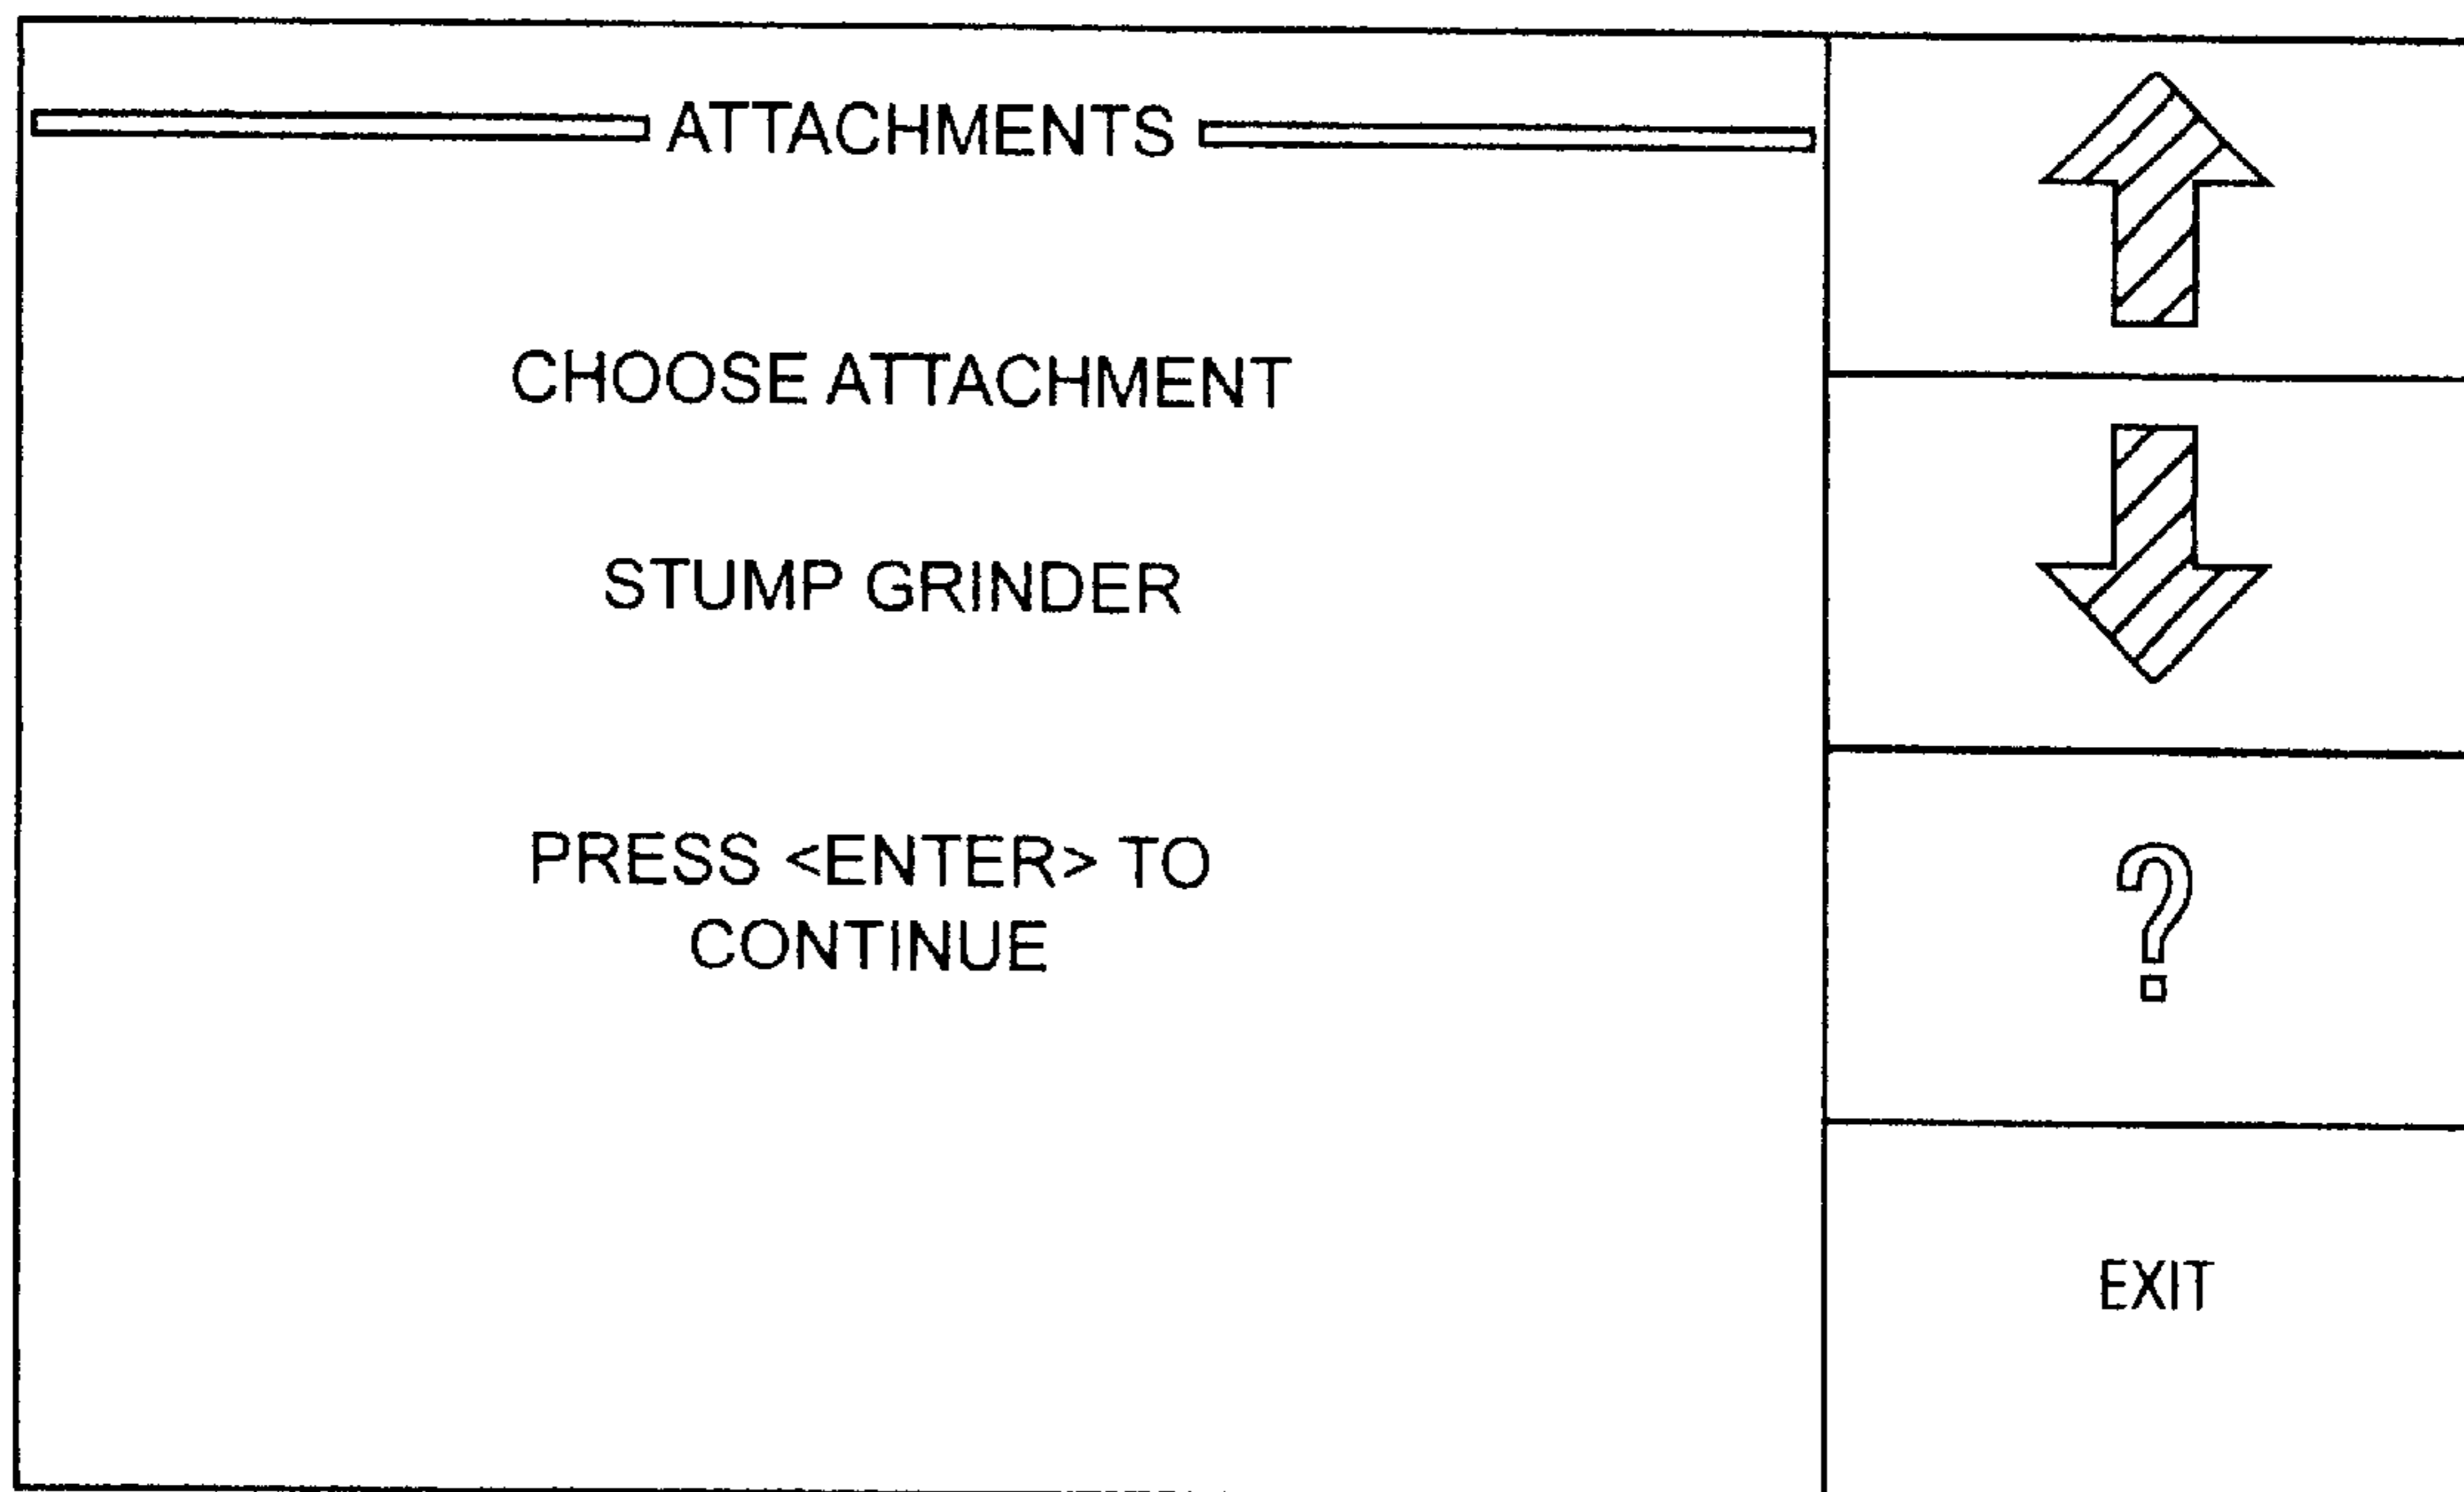 ATTACHMENTS
CHOOSE ATTACHMENT
STUMP GRINDER
PRESS <ENTER> TO
CONTINUE
?
EXIT